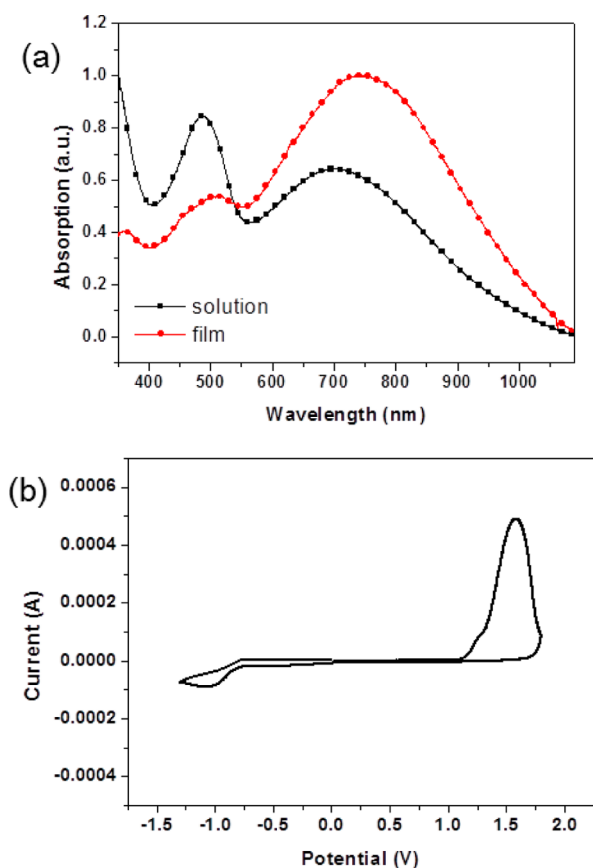 (a)
1.2
1.0
0.8
0.6
0.4
0.2
0.0
Absorption (a.u.)
solution
film
400 500 600 700 800 900 1000
Wavelength (nm)
(b)
0.0006
0.0004
0.0002
0.0000
-0.0002
-0.0004
Current (A)
-1.5 -1.0 -0.5 0.0 0.5 1.0 1.5 2.0
Potential (V)